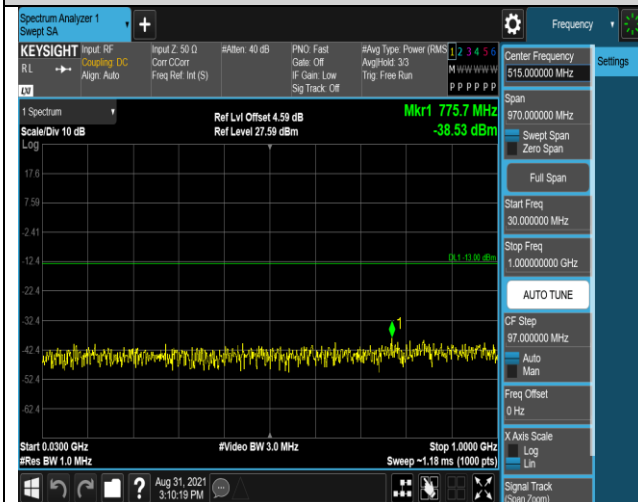 Spectrum Analyzer 1
Swept SA
+
Frequency
KEYSIGHT
RL
Input: RF
Coupling: DC
Align: Auto
Input Z: 50 Ω
Corr CCorr
Freq Ref: Int (S)
#Atten: 40 dB
PNO: Fast
Gate: Off
IF Gain: Low
Sig Track: Off
#Avg Type: Power (RMS
Avg|Hold: 3/3
Trig: Free Run
1 2 3 4 5 6
M W W W W W
P P P P P P
LXI
1 Spectrum
Scale/Div 10 dB
Log
Ref Lvl Offset 4.59 dB
Ref Level 27.59 dBm
Mkr1 775.7 MHz
-38.53 dBm
17.6
7.59
-2.41
-12.4
DL1 -13.00 dBm
-22.4
-32.4
1
-42.4
-52.4
-62.4
Start 0.0300 GHz
#Res BW 1.0 MHz
#Video BW 3.0 MHz
Stop 1.0000 GHz
Sweep ~1.18 ms (1000 pts)
Center Frequency
515.000000 MHz
Settings
Span
970.000000 MHz
Swept Span
Zero Span
Full Span
Start Freq
30.000000 MHz
Stop Freq
1.000000000 GHz
AUTO TUNE
CF Step
97.000000 MHz
Auto
Man
Freq Offset
0 Hz
X Axis Scale
Log
Lin
Signal Track
(Span Zoom)
?
Aug 31, 2021
3:10:19 PM